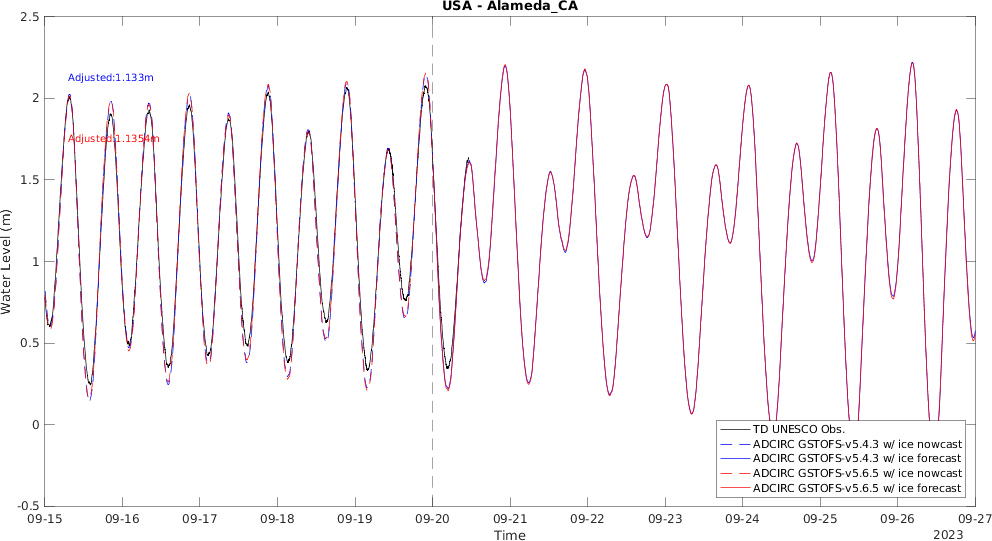 USA - Alameda_CA
2.5
2
1.5
1
0.5
0
-0.5
Water Level (m)
Adjusted:1.133m
Adjusted:1.1354m
TD UNESCO Obs.
ADCIRC GSTOFS-v5.4.3 w/ ice nowcast
ADCIRC GSTOFS-v5.4.3 w/ ice forecast
ADCIRC GSTOFS-v5.6.5 w/ ice nowcast
ADCIRC GSTOFS-v5.6.5 w/ ice forecast
09-15 09-16 09-17 09-18 09-19 09-20 09-21 09-22 09-23 09-24 09-25 09-26 09-27
Time
2023